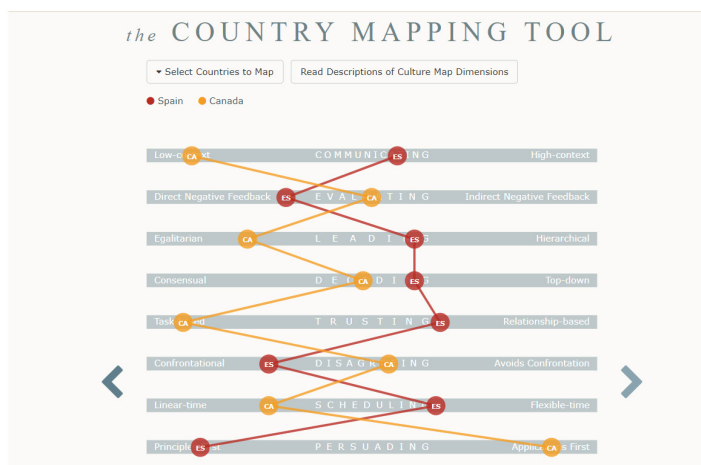 the COUNTRY MAPPING TOOL
Select Countries to Map Read Descriptions of Culture Map Dimensions
Spain Canada
CA ES High-context
Direct Negative Feedback ES CA Indirect Negative Feedback
Egalitarian CA ES Hierarchical
Consensual CA ES Top-down
CA TRUSTING ES Relationship-based
Confrontational ES CA Avoids Confrontation
Linear-time CA ES Flexible-time
ES PERSUADING CA First